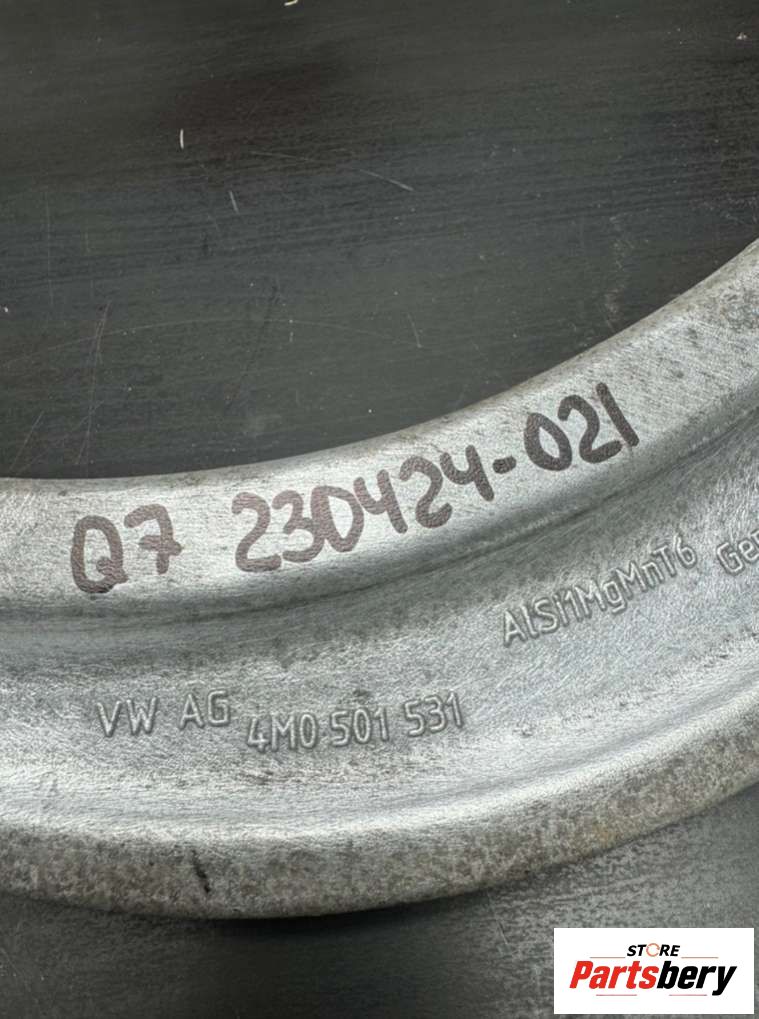 Q7 230424-021
AlSi1MgMnT6
VW AG 4M0 501 531
STORE
Partsbery